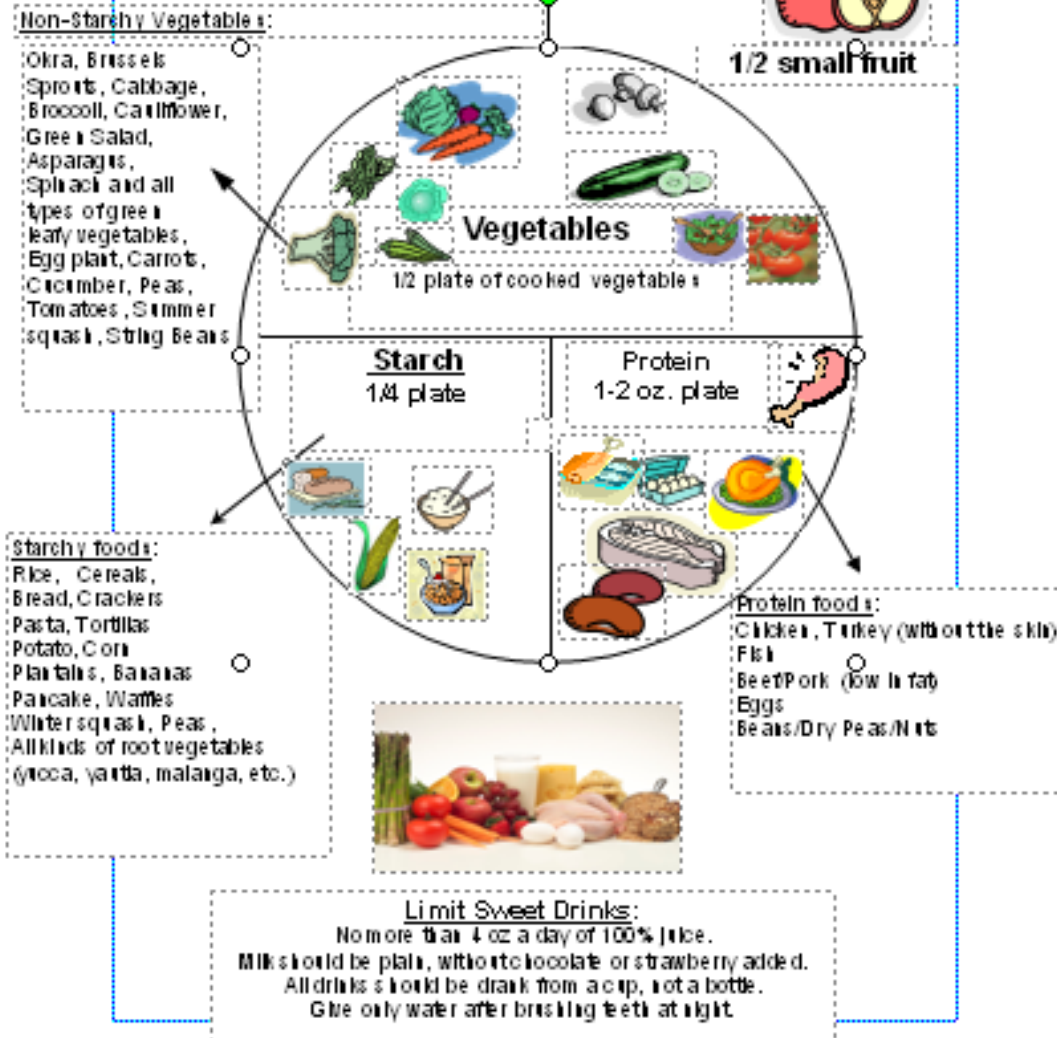 Non-Starchy Vegetables:
Okra, Brussels
Sprouts, Cabbage,
Broccoli, Cauliflower,
Green Salad,
Asparagus,
Spinach and all
types of green
leafy vegetables,
Egg plant, Carrots,
Cucumber, Peas,
Tomatoes, Summer
squash, String Beans
1/2 small fruit
Vegetables
1/2 plate of cooked vegetables
Starch
1/4 plate
Protein
1-2 oz. plate
Starchy foods:
Rice, Cereals,
Bread, Crackers
Pasta, Tortillas
Potato, Corn
Plantains, Bananas
Pancake, Waffles
Winter squash, Peas,
All kinds of root vegetables
(yucca, yautia, malanga, etc.)
Protein foods:
Chicken, Turkey (without the skin)
Fish
Beef/Pork (low in fat)
Eggs
Beans/Dry Peas/Nuts
Limit Sweet Drinks:
No more than 4 oz a day of 100% juice.
Milk should be plain, without chocolate or strawberry added.
All drinks should be drank from a cup, not a bottle.
Give only water after brushing teeth at night.